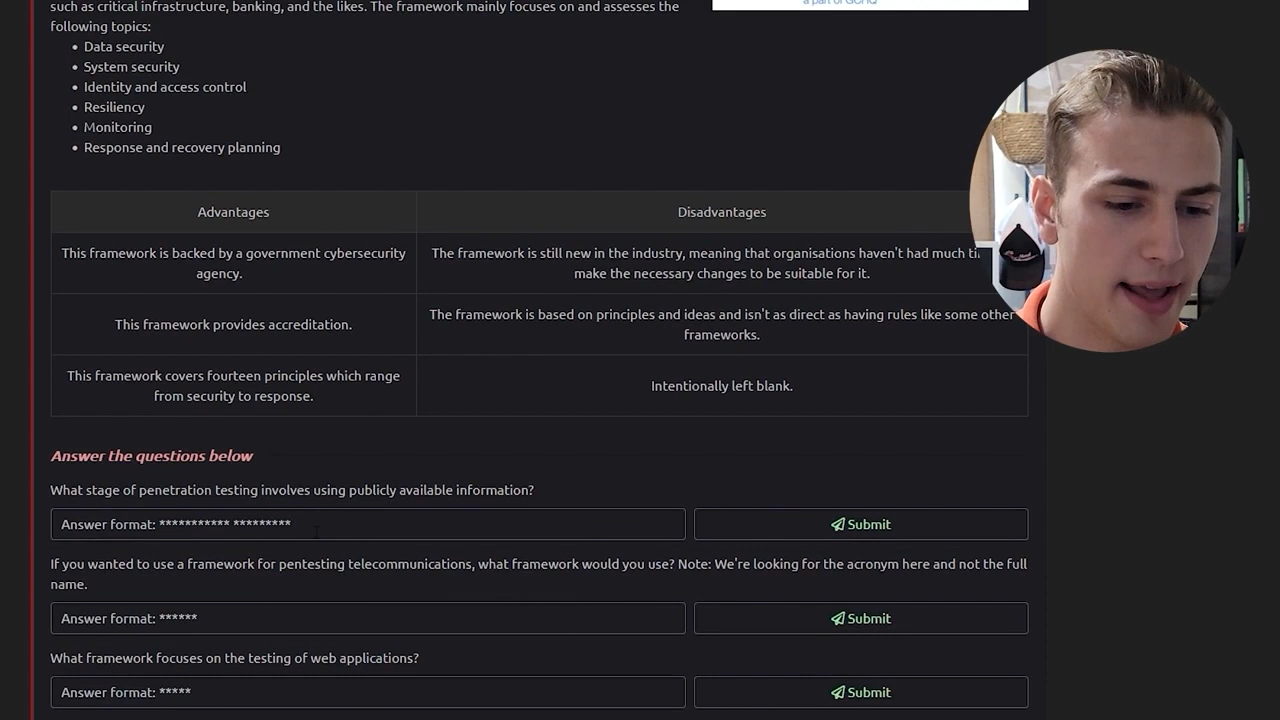 such as critical infrastructure, banking, and the likes. The framework mainly focuses on and assesses the
following topics:
• Data security
• System security
• Identity and access control
• Resiliency
• Monitoring
• Response and recovery planning
Advantages Disadvantages
This framework is backed by a government cybersecurity
agency.
The framework is still new in the industry, meaning that organisations haven't had much
make the necessary changes to be suitable for it.
This framework provides accreditation.
The framework is based on principles and ideas and isn't as direct as having rules like some other
frameworks.
This framework covers fourteen principles which range
from security to response.
Intentionally left blank.
Answer the questions below
What stage of penetration testing involves using publicly available information?
Answer format: *********** *********
Submit
If you wanted to use a framework for pentesting telecommunications, what framework would you use? Note: We're looking for the acronym here and not the full
name.
Answer format: ******
Submit
What framework focuses on the testing of web applications?
Answer format: *****
Submit